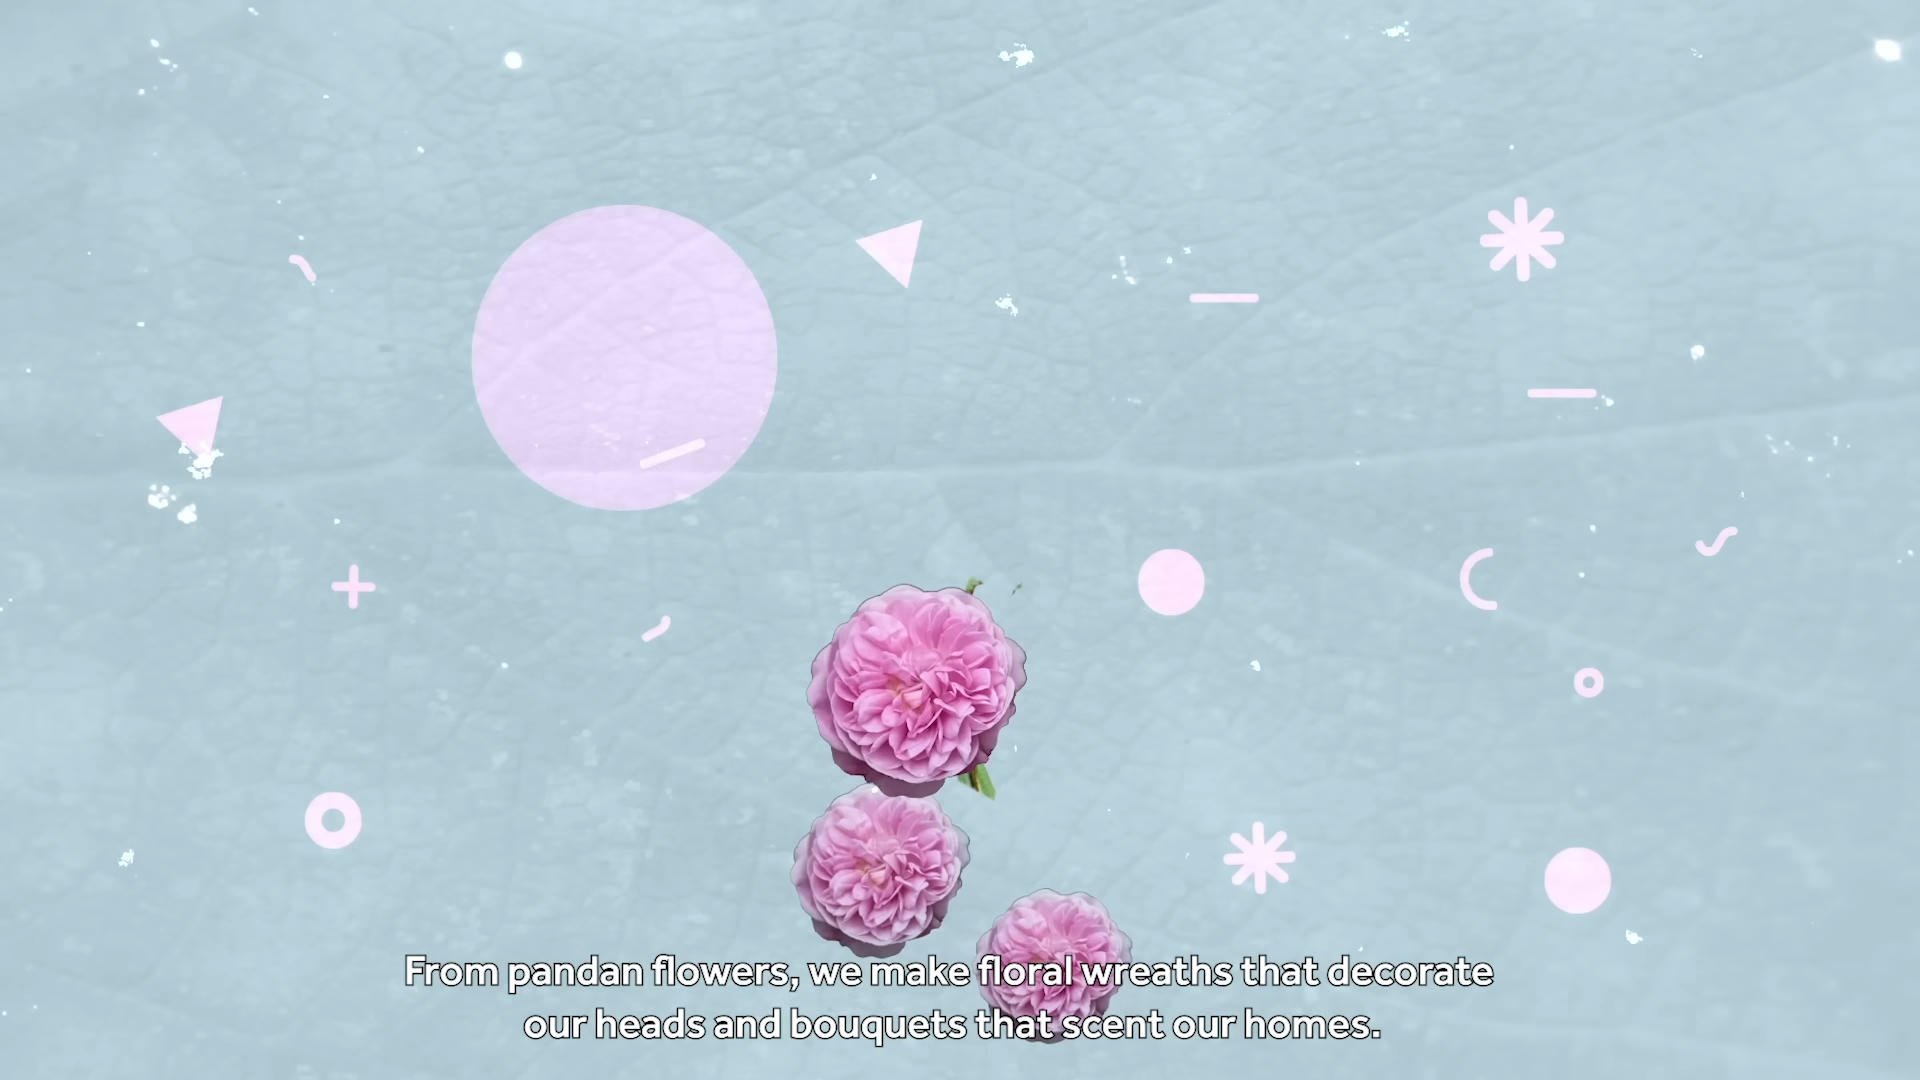 From pandan flowers, we make floral wreaths that decorate
our heads and bouquets that scent our homes.